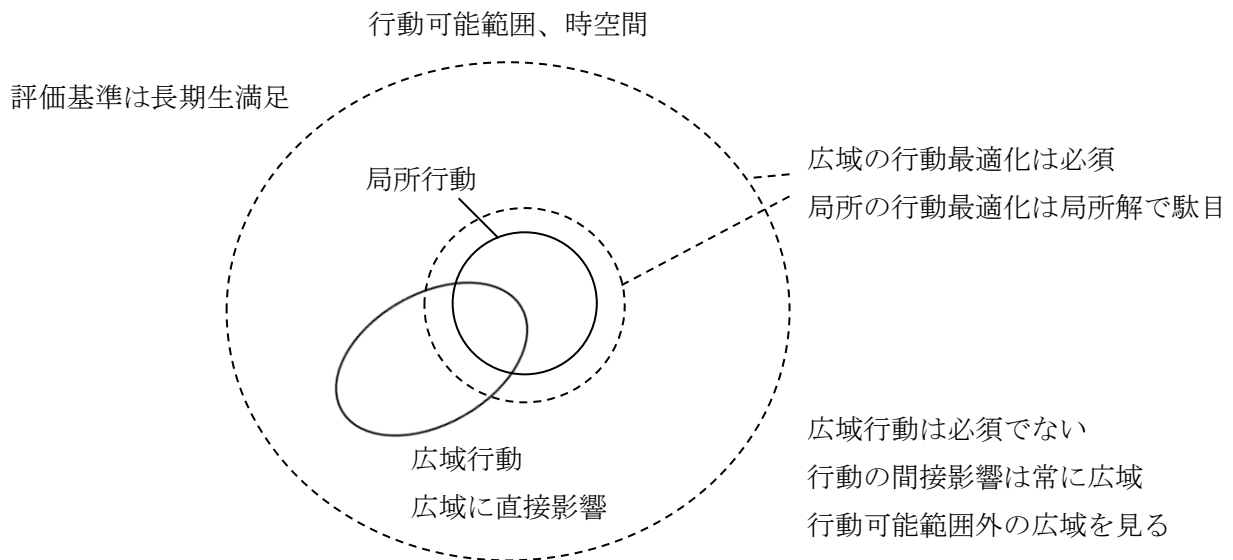 行動可能範囲、時空間
評価基準は長期生満足
広域の行動最適化は必須
局所行動
局所の行動最適化は局所解で駄目
広域行動は必須でない
広域行動
行動の間接影響は常に広域
広域に直接影響
行動可能範囲外の広域を見る